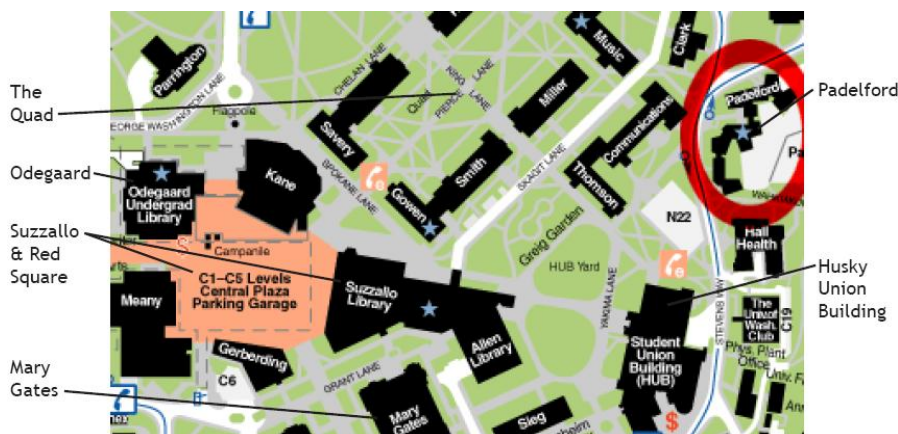 The
Quad
Odegaard
Suzzallo
& Red
Square
Mary
Gates
Padelford
Husky
Union
Building
Parrington
GEORGE WASHINGTON LANE
Flagpole
CHELAN LANE
Savery
Quad
KING LANE
PIERCE LANE
Music
Clark
Miller
Communications
Padelford
Odegaard
Undergrad
Library
Kane
SPOKANE LANE
Gowen
Smith
SKAGIT LANE
Thomson
N22
Hall
Health
Campanile
C1–C5 Levels
Central Plaza
Parking Garage
Suzzallo
Library
Grieg Garden
HUB Yard
YAKIMA LANE
STEVENS WAY
The
Univ of
Wash.
Club
C19
Meany
Gerberding
C6
GRANT LANE
Allen
Library
Student
Union
Building
(HUB)
Phys. Plant
Office
Mary
Gates
Sieg
$